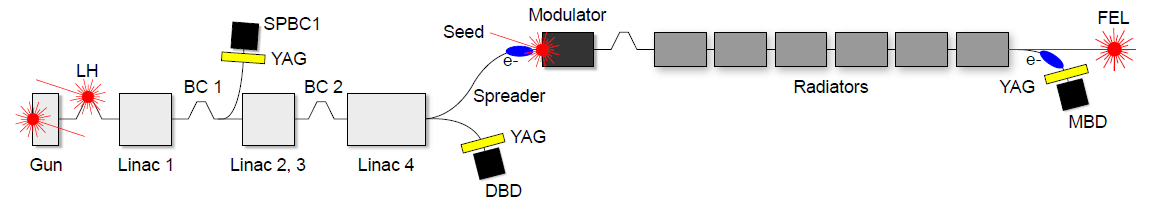 SPBC1
YAG
LH
BC 1
BC 2
Gun
Linac 1
Linac 2, 3
Linac 4
Seed
e-
Spreader
YAG
DBD
Modulator
Radiators
FEL
e-
YAG
MBD